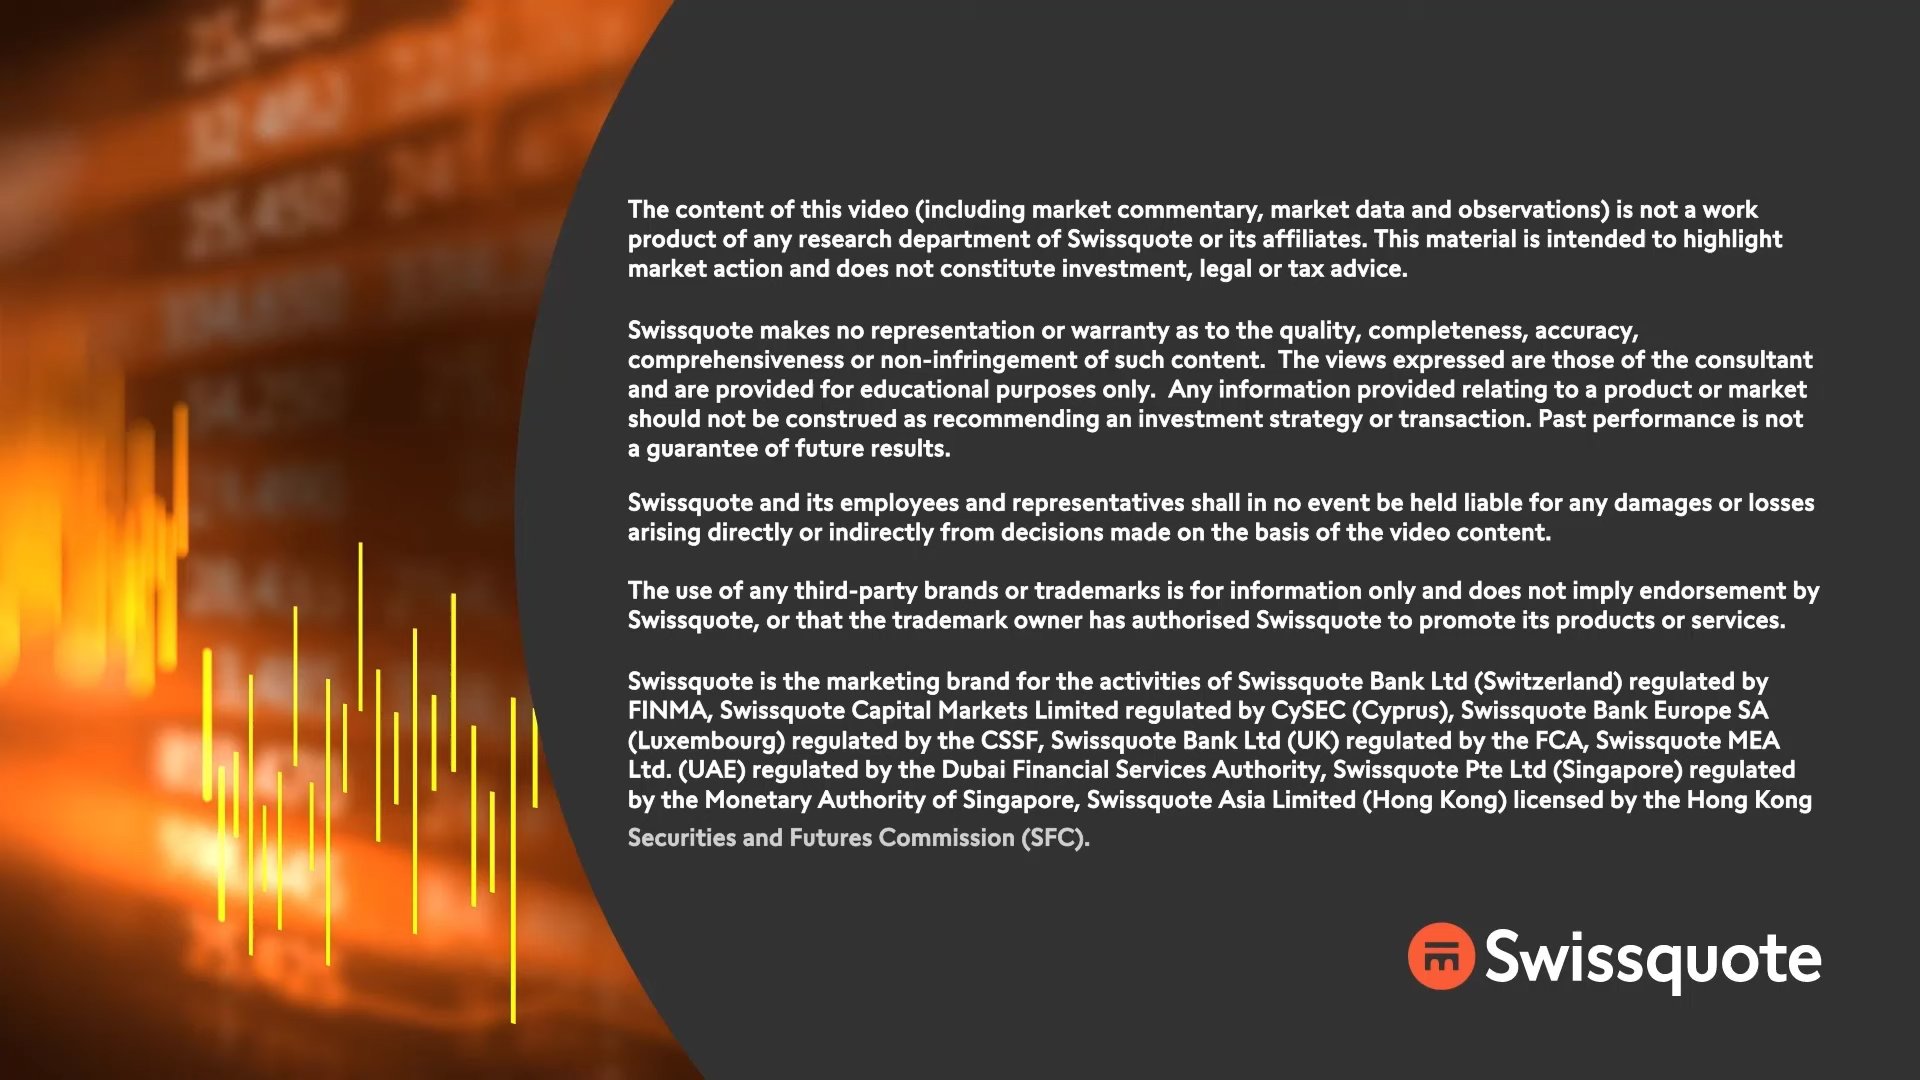 The content of this video (including market commentary, market data and observations) is not a work
product of any research department of Swissquote or its affiliates. This material is intended to highlight
market action and does not constitute investment, legal or tax advice.
Swissquote makes no representation or warranty as to the quality, completeness, accuracy,
comprehensiveness or non-infringement of such content.  The views expressed are those of the consultant
and are provided for educational purposes only.  Any information provided relating to a product or market
should not be construed as recommending an investment strategy or transaction. Past performance is not
a guarantee of future results.
Swissquote and its employees and representatives shall in no event be held liable for any damages or losses
arising directly or indirectly from decisions made on the basis of the video content.
The use of any third-party brands or trademarks is for information only and does not imply endorsement by
Swissquote, or that the trademark owner has authorised Swissquote to promote its products or services.
Swissquote is the marketing brand for the activities of Swissquote Bank Ltd (Switzerland) regulated by
FINMA, Swissquote Capital Markets Limited regulated by CySEC (Cyprus), Swissquote Bank Europe SA
(Luxembourg) regulated by the CSSF, Swissquote Bank Ltd (UK) regulated by the FCA, Swissquote MEA
Ltd. (UAE) regulated by the Dubai Financial Services Authority, Swissquote Pte Ltd (Singapore) regulated
by the Monetary Authority of Singapore, Swissquote Asia Limited (Hong Kong) licensed by the Hong Kong
Securities and Futures Commission (SFC).
Swissquote